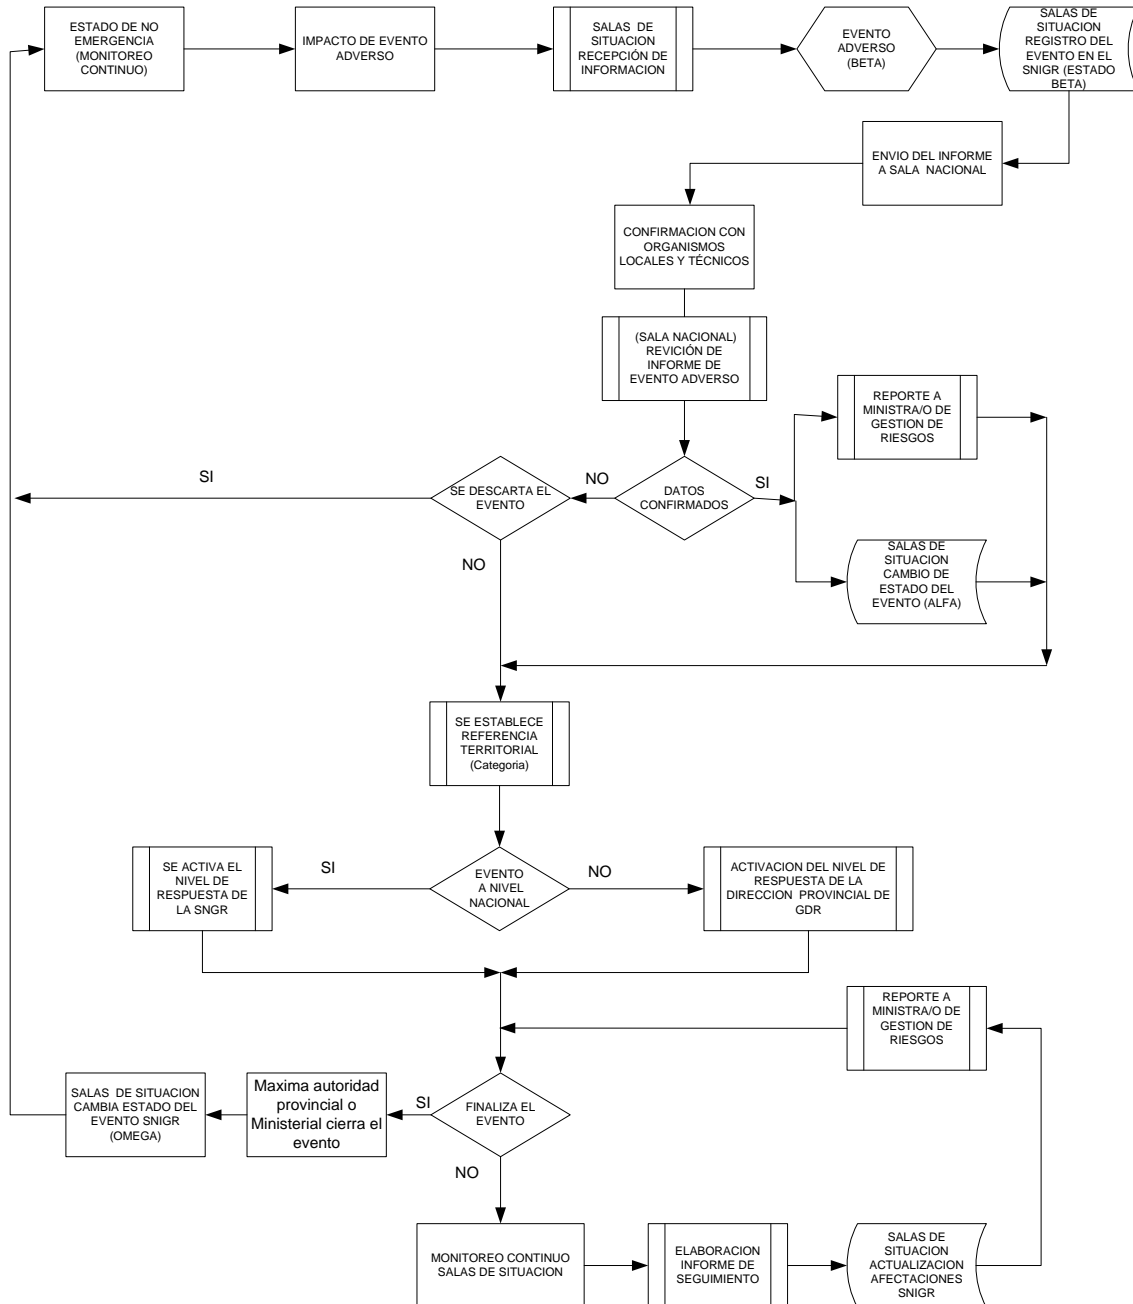 ESTADO DE NO
EMERGENCIA
(MONITOREO
CONTINUO)
IMPACTO DE EVENTO
ADVERSO
SALAS DE
SITUACION
RECEPCIÓN DE
INFORMACION
EVENTO
ADVERSO
(BETA)
SALAS DE
SITUACION
REGISTRO DEL
EVENTO EN EL
SNIGR (ESTADO
BETA)
ENVIO DEL INFORME
A SALA NACIONAL
CONFIRMACION CON
ORGANISMOS
LOCALES Y TÉCNICOS
(SALA NACIONAL)
REVICIÓN DE
INFORME DE
EVENTO ADVERSO
REPORTE A
MINISTRA/O DE
GESTION DE
RIESGOS
SI
SE DESCARTA EL
EVENTO
NO
DATOS
CONFIRMADOS
SI
NO
SALAS DE
SITUACION
CAMBIO DE
ESTADO DEL
EVENTO (ALFA)
SE ESTABLECE
REFERENCIA
TERRITORIAL
(Categoria)
SE ACTIVA EL
NIVEL DE
RESPUESTA DE
LA SNGR
SI
EVENTO
A NIVEL
NACIONAL
NO
ACTIVACION DEL NIVEL DE
RESPUESTA DE LA
DIRECCION PROVINCIAL DE
GDR
REPORTE A
MINISTRA/O DE
GESTION DE
RIESGOS
SALAS DE SITUACION
CAMBIA ESTADO DEL
EVENTO SNIGR
(OMEGA)
Maxima autoridad
provincial o
Ministerial cierra el
evento
SI
FINALIZA EL
EVENTO
NO
MONITOREO CONTINUO
SALAS DE SITUACION
ELABORACION
INFORME DE
SEGUIMIENTO
SALAS DE
SITUACION
ACTUALIZACION
AFECTACIONES
SNIGR